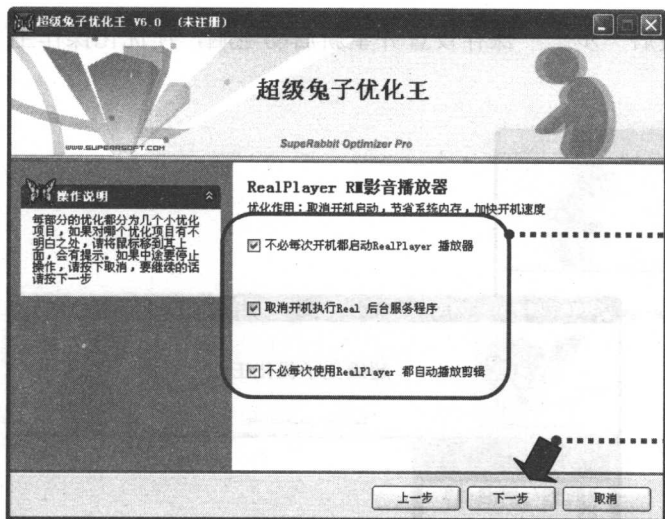 超级兔子优化王 V6.0 (未注册)
超级兔子优化王
WWW.SUPERRSOFT.COM
SupeRabbit Optimizer Pro
操作说明
每部分的优化都分为几个小优化
项目，如果对哪个优化项目有不
明白之处，请将鼠标移到其上
面，会有提示。如果中途要停止
操作，请按下取消，要继续的话
请按下一步
RealPlayer RM影音播放器
优化作用：取消开机启动，节省系统内存，加快开机速度
不必每次开机都启动RealPlayer 播放器
取消开机执行Real 后台服务程序
不必每次使用RealPlayer 都自动播放剪辑
上一步
下一步
取消